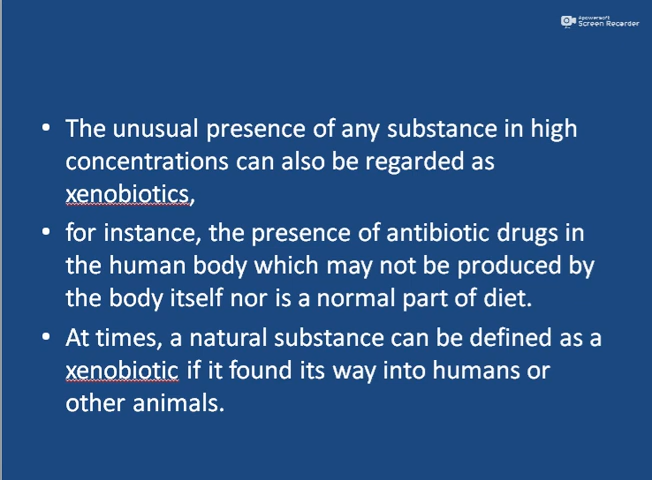 Apowersoft
Screen Recorder
• The unusual presence of any substance in high
concentrations can also be regarded as
xenobiotics,
• for instance, the presence of antibiotic drugs in
the human body which may not be produced by
the body itself nor is a normal part of diet.
• At times, a natural substance can be defined as a
xenobiotic if it found its way into humans or
other animals.